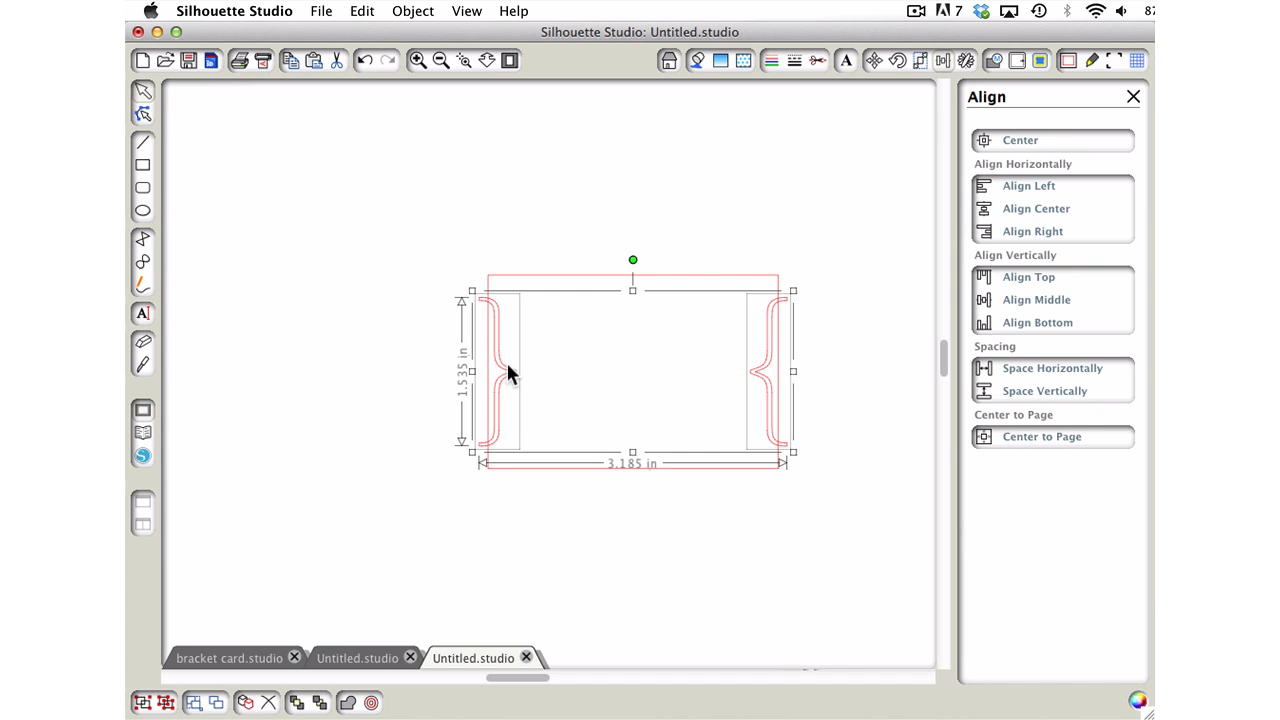 Silhouette Studio File Edit Object View Help
7
87
Silhouette Studio: Untitled.studio
A
Align
Center
Align Horizontally
Align Left
Align Center
Align Right
Align Vertically
Align Top
Align Middle
Align Bottom
Spacing
Space Horizontally
Space Vertically
Center to Page
Center to Page
A
1.535 in
3.185 in
bracket card.studio
Untitled.studio
Untitled.studio